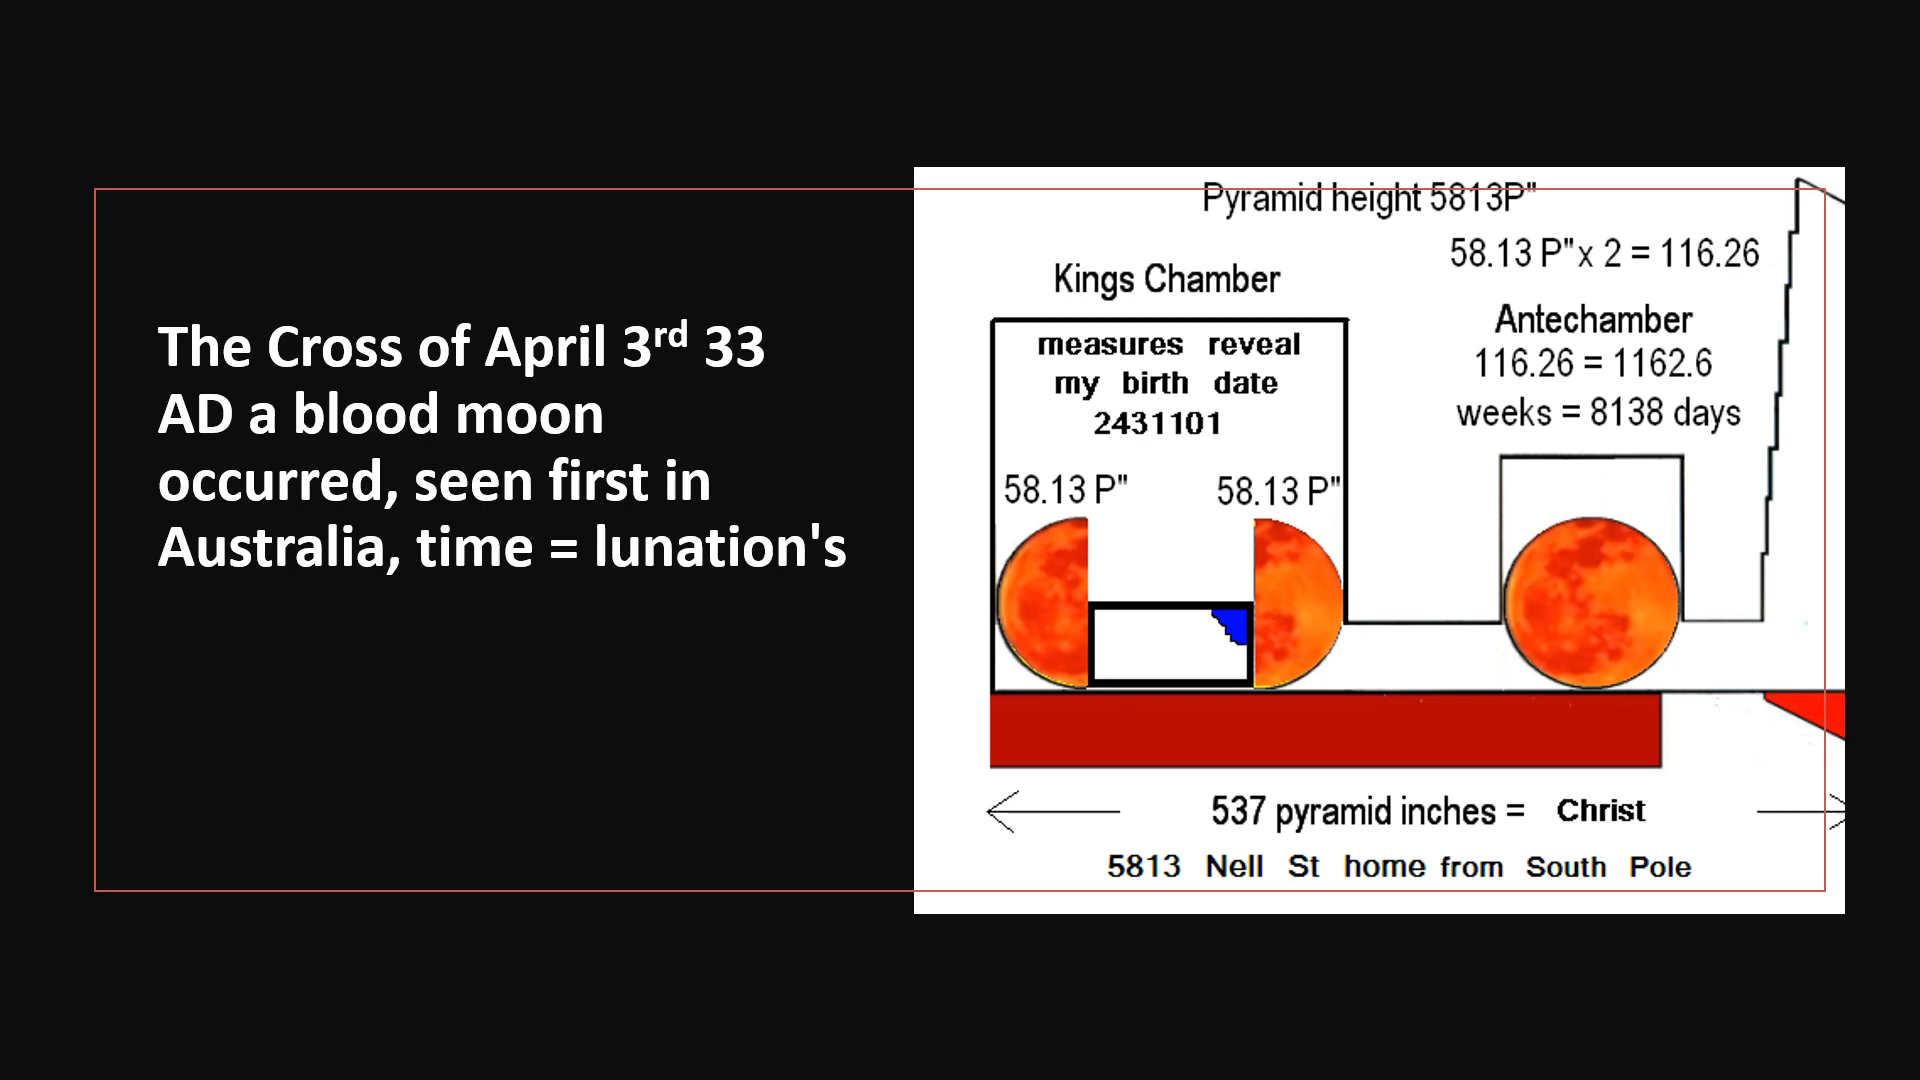 The Cross of April 3rd 33
AD a blood moon
occurred, seen first in
Australia, time = lunation's
Pyramid height 5813P"
58.13 P" x 2 = 116.26
Kings Chamber
Antechamber
116.26 = 1162.6
weeks = 8138 days
measures reveal
my birth date
2431101
58.13 P" 58.13 P"
537 pyramid inches = Christ
5813 Nell St home from South Pole